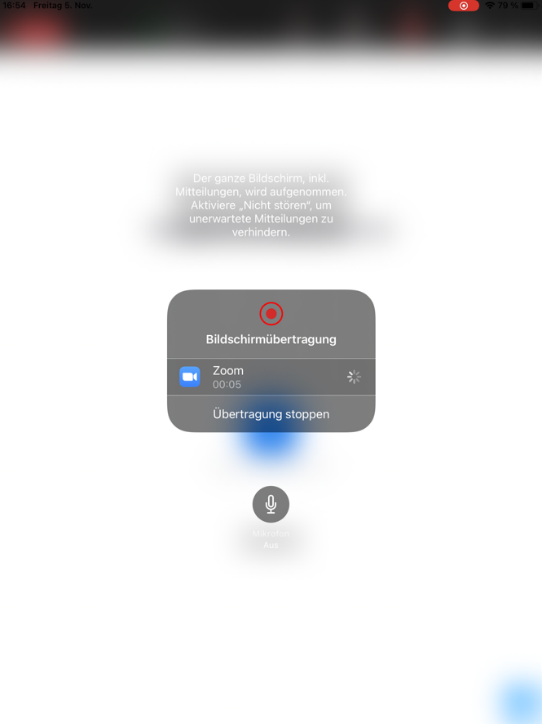 16:54 Freitag 5. Nov.
79 %
Der ganze Bildschirm, inkl.
Mitteilungen, wird aufgenommen.
Aktiviere „Nicht stören“, um
unerwartete Mitteilungen zu
verhindern.
Bildschirmübertragung
Zoom
00:05
Übertragung stoppen
Mikrofon
Aus